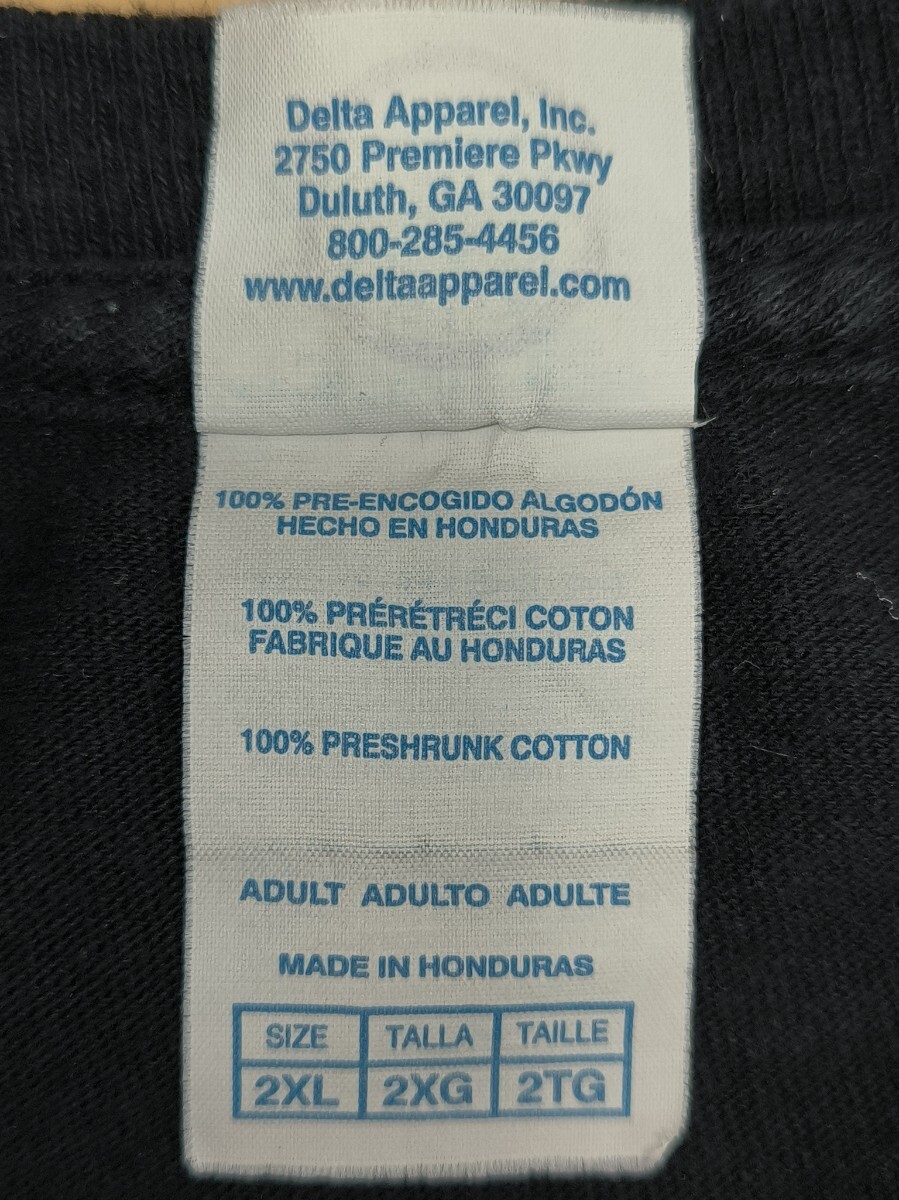 Delta Apparel, Inc.
2750 Premiere Pkwy
Duluth, GA 30097
800-285-4456
www.deltaapparel.com
100% PRE-ENCOGIDO ALGODÓN
HECHO EN HONDURAS
100% PRÉRÉTRÉCI COTON
FABRIQUE AU HONDURAS
100% PRESHRUNK COTTON
ADULT ADULTO ADULTE
MADE IN HONDURAS
SIZE TALLA TAILLE
2XL 2XG 2TG